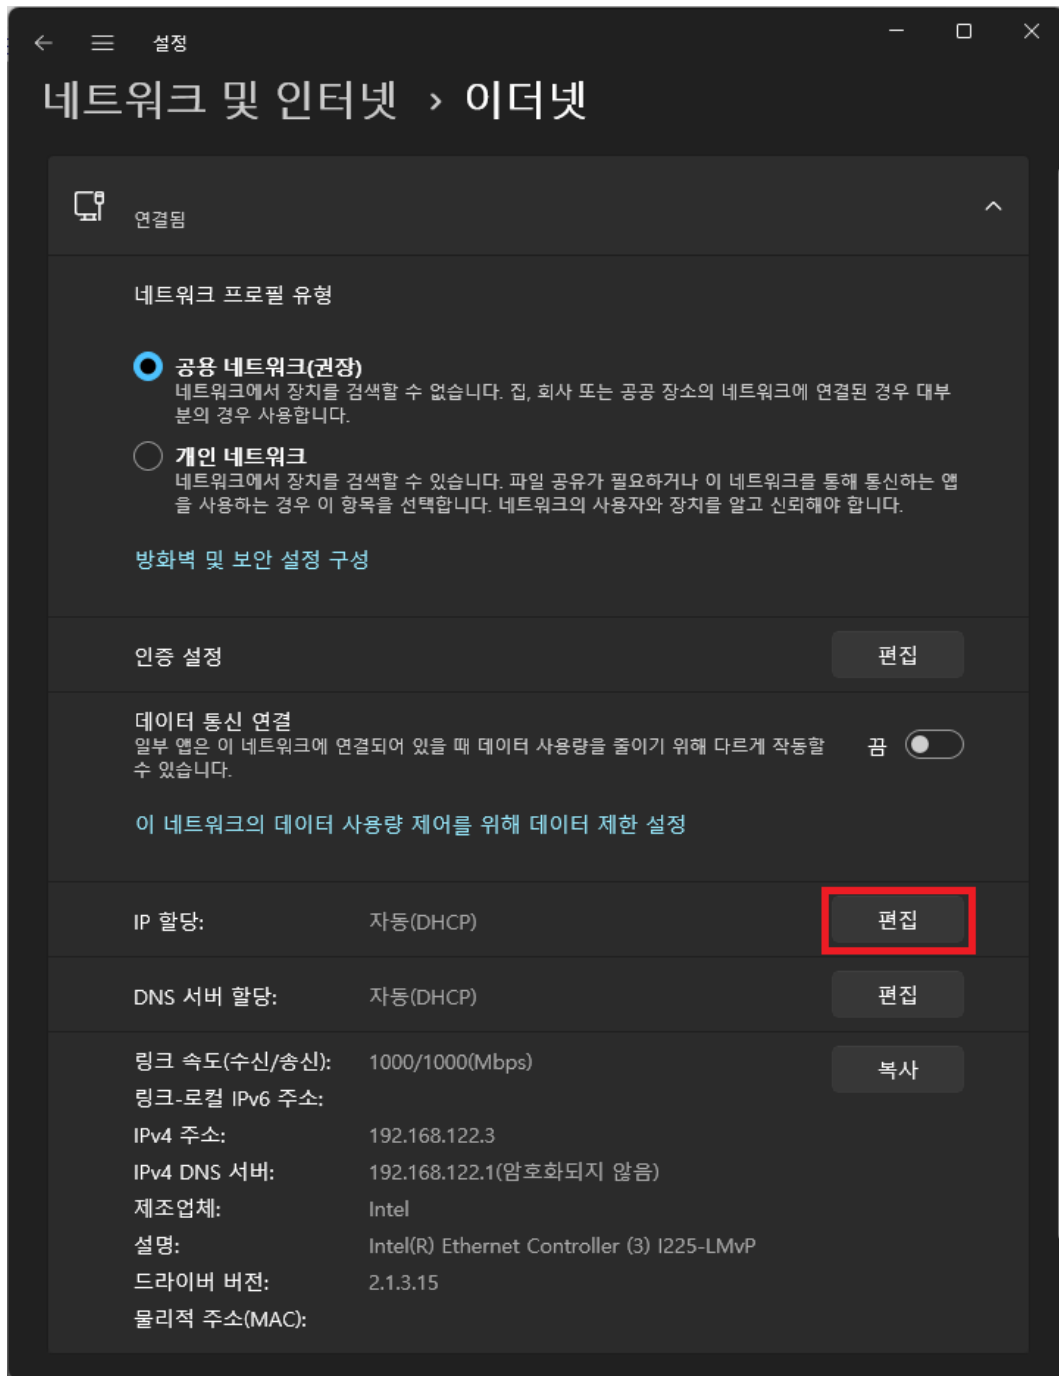 설정
네트워크 및 인터넷 › 이더넷
연결됨
네트워크 프로필 유형
공용 네트워크(권장)
네트워크에서 장치를 검색할 수 없습니다. 집, 회사 또는 공공 장소의 네트워크에 연결된 경우 대부
분의 경우 사용합니다.
개인 네트워크
네트워크에서 장치를 검색할 수 있습니다. 파일 공유가 필요하거나 이 네트워크를 통해 통신하는 앱
을 사용하는 경우 이 항목을 선택합니다. 네트워크의 사용자와 장치를 알고 신뢰해야 합니다.
방화벽 및 보안 설정 구성
인증 설정 편집
데이터 통신 연결
일부 앱은 이 네트워크에 연결되어 있을 때 데이터 사용량을 줄이기 위해 다르게 작동할
수 있습니다.
끔
이 네트워크의 데이터 사용량 제어를 위해 데이터 제한 설정
IP 할당: 자동(DHCP) 편집
DNS 서버 할당: 자동(DHCP) 편집
링크 속도(수신/송신): 1000/1000(Mbps) 복사
링크-로컬 IPv6 주소:
IPv4 주소: 192.168.122.3
IPv4 DNS 서버: 192.168.122.1(암호화되지 않음)
제조업체: Intel
설명: Intel(R) Ethernet Controller (3) I225-LMvP
드라이버 버전: 2.1.3.15
물리적 주소(MAC):